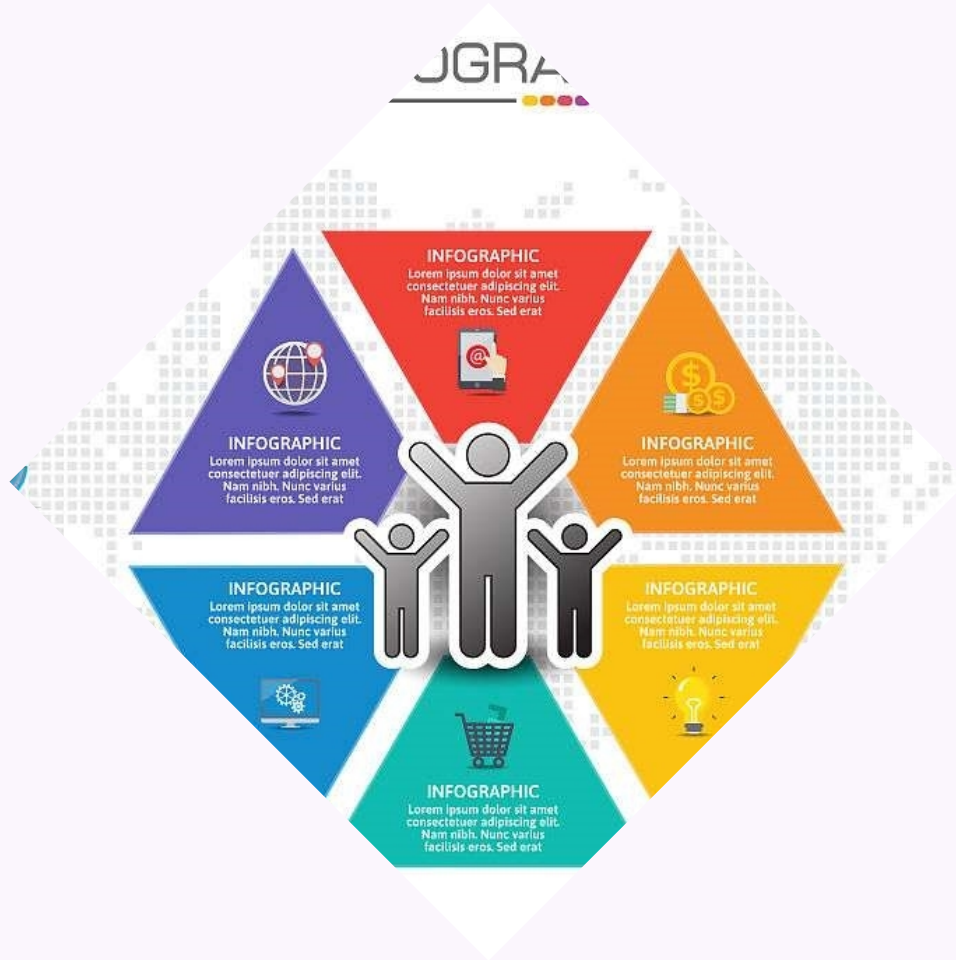 INFOGRAPHIC
Lorem ipsum dolor sit amet
consectetuer adipiscing elit.
Nam nibh. Nunc varius
facilisis eros. Sed erat
INFOGRAPHIC
Lorem ipsum dolor sit amet
consectetuer adipiscing elit.
Nam nibh. Nunc varius
facilisis eros. Sed erat
INFOGRAPHIC
Lorem ipsum dolor sit amet
consectetuer adipiscing elit.
Nam nibh. Nunc varius
facilisis eros. Sed erat
INFOGRAPHIC
Lorem ipsum dolor sit amet
consectetuer adipiscing elit.
Nam nibh. Nunc varius
facilisis eros. Sed erat
INFOGRAPHIC
Lorem ipsum dolor sit amet
consectetuer adipiscing elit.
Nam nibh. Nunc varius
facilisis eros. Sed erat
INFOGRAPHIC
Lorem ipsum dolor sit amet
consectetuer adipiscing elit.
Nam nibh. Nunc varius
facilisis eros. Sed erat